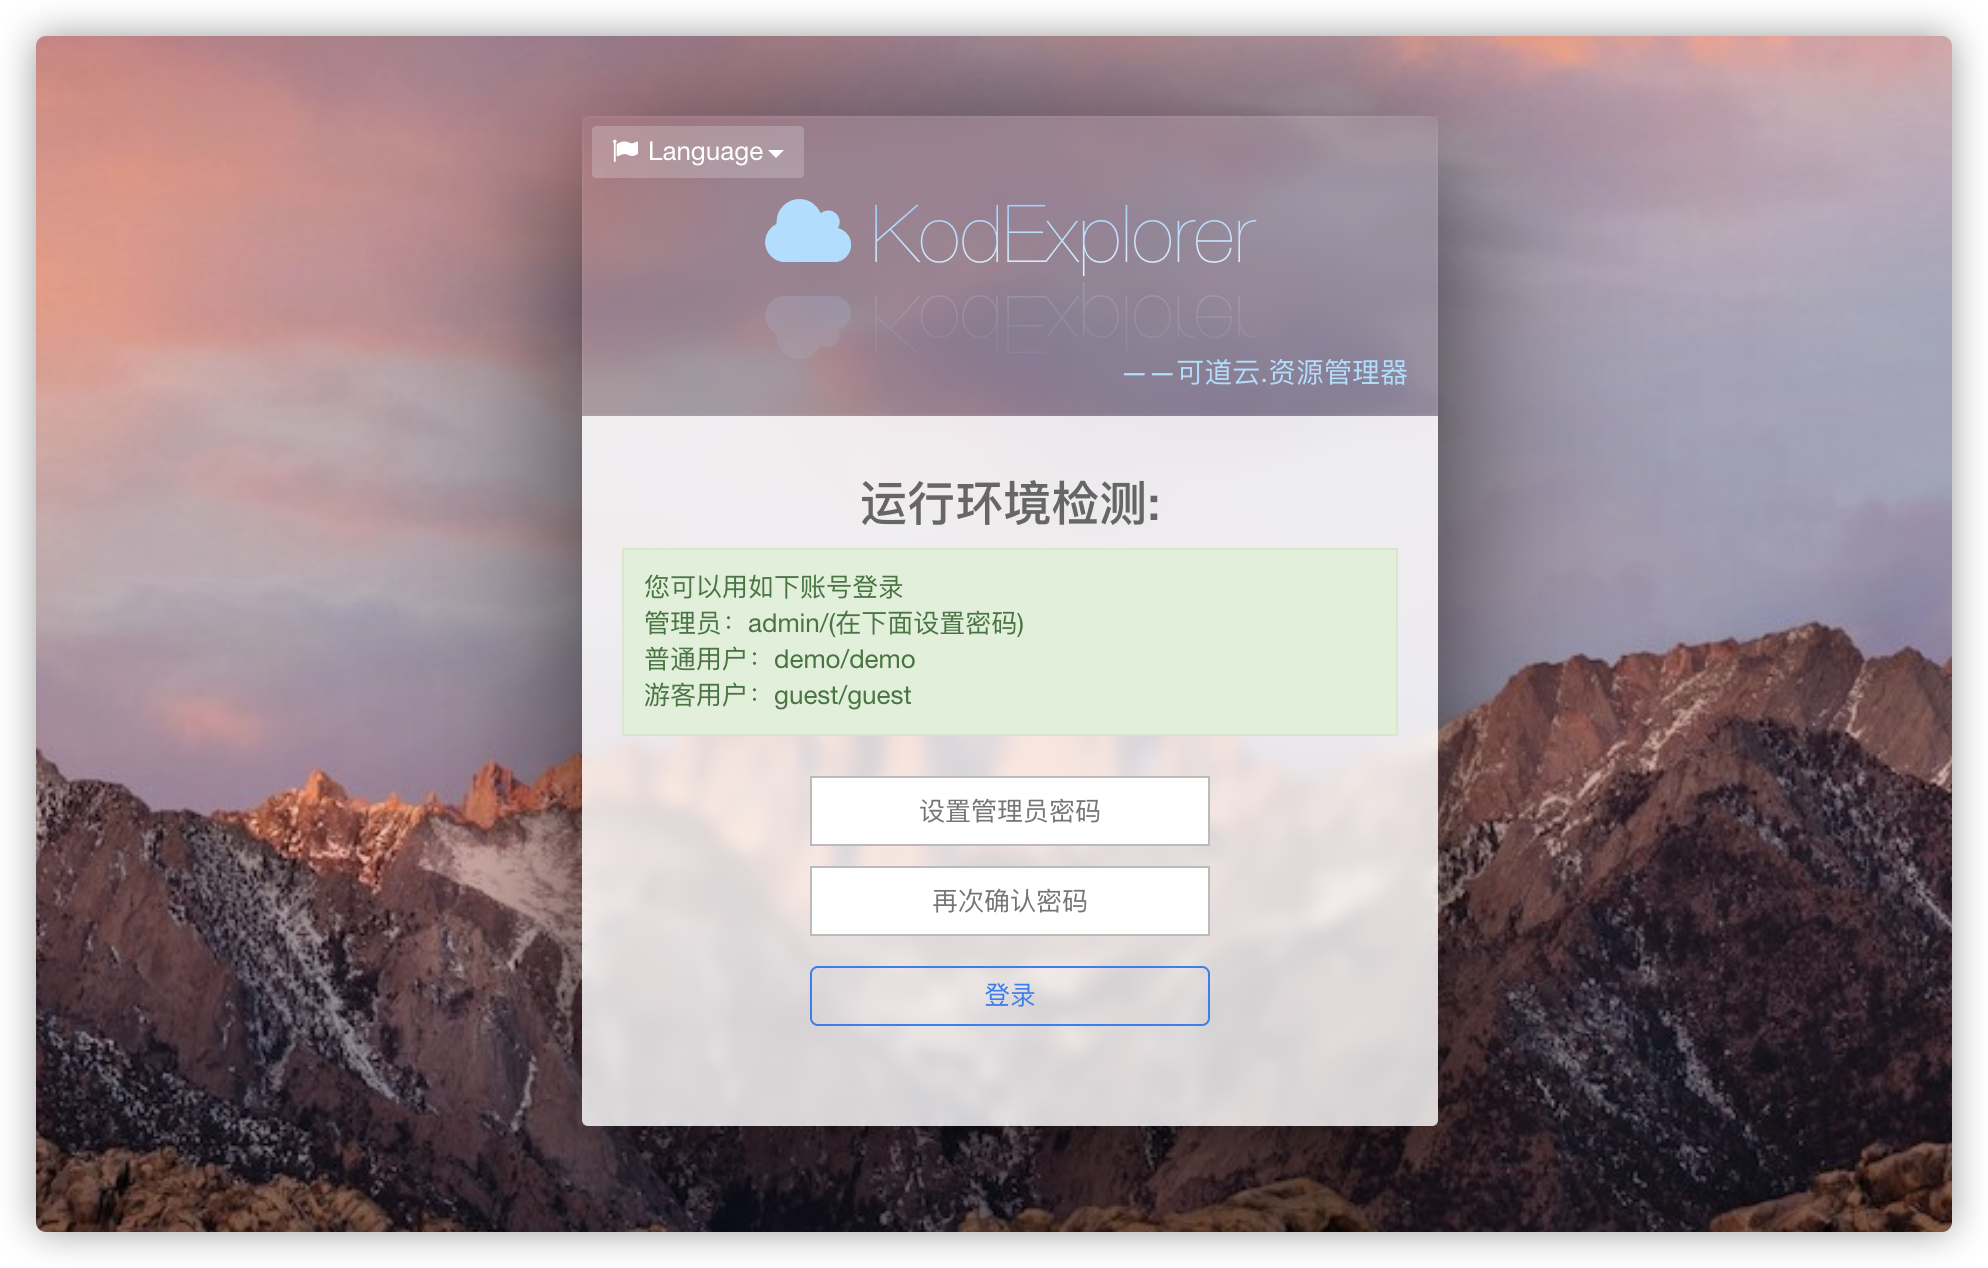 Language
KodExplorer
——可道云.资源管理器
运行环境检测:
您可以用如下账号登录
管理员：admin/(在下面设置密码)
普通用户：demo/demo
游客用户：guest/guest
设置管理员密码
再次确认密码
登录